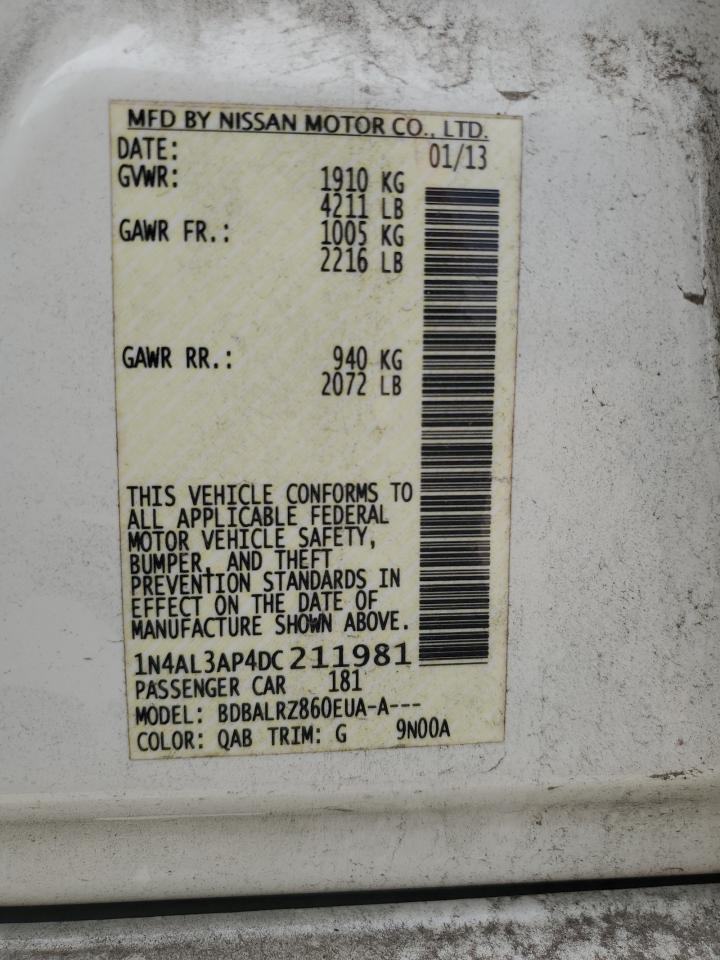 MFD BY NISSAN MOTOR CO., LTD.
DATE: 01/13
GVWR: 1910 KG
4211 LB
GAWR FR.: 1005 KG
2216 LB
GAWR RR.: 940 KG
2072 LB
THIS VEHICLE CONFORMS TO
ALL APPLICABLE FEDERAL
MOTOR VEHICLE SAFETY,
BUMPER, AND THEFT
PREVENTION STANDARDS IN
EFFECT ON THE DATE OF
MANUFACTURE SHOWN ABOVE.
1N4AL3AP4DC211981
PASSENGER CAR 181
MODEL: BDBALRZ860EUA-A---
COLOR: QAB TRIM: G 9N00A